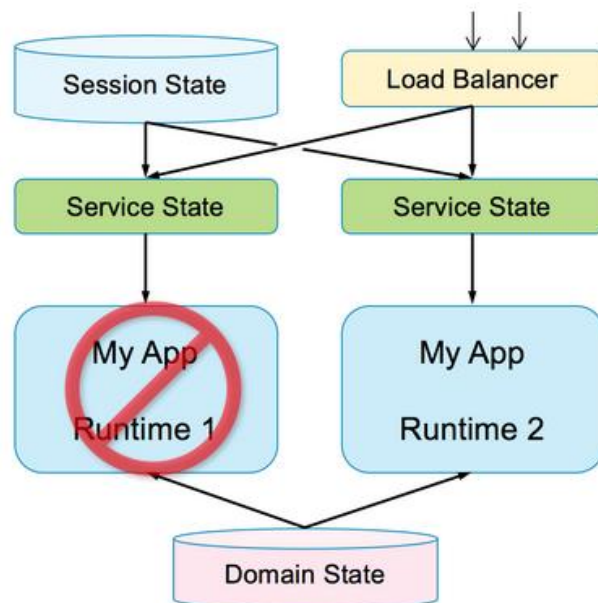 Session State
Load Balancer
Service State
Service State
My App
Runtime 1
My App
Runtime 2
Domain State